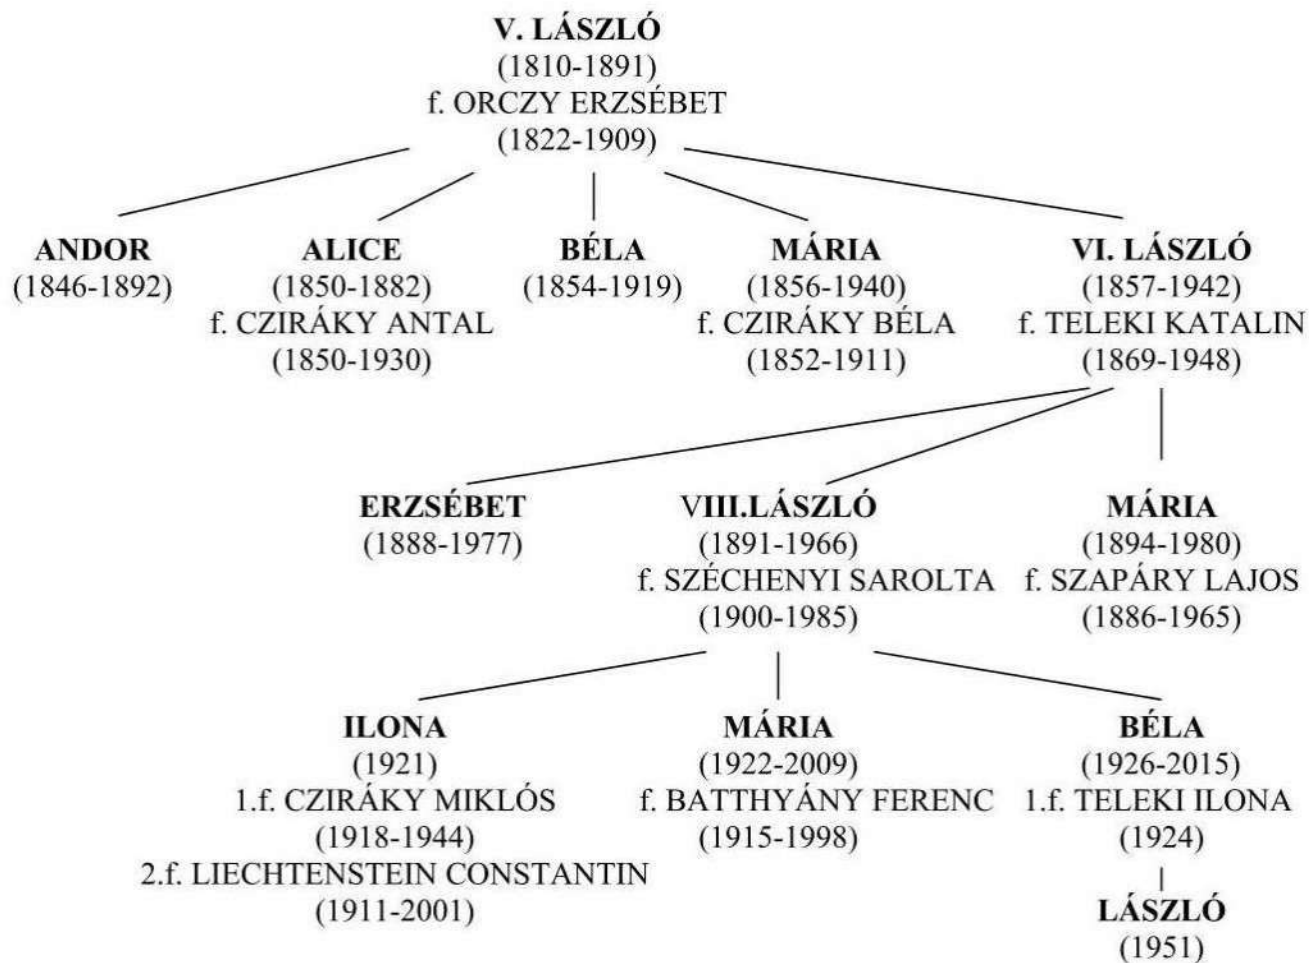 V. LÁSZLÓ
(1810-1891)
f. ORCZY ERZSÉBET
(1822-1909)
ANDOR
(1846-1892)
ALICE
(1850-1882)
f. CZIRÁKY ANTAL
(1850-1930)
BÉLA
(1854-1919)
MÁRIA
(1856-1940)
f. CZIRÁKY BÉLA
(1852-1911)
VI. LÁSZLÓ
(1857-1942)
f. TELEKI KATALIN
(1869-1948)
ERZSÉBET
(1888-1977)
VIII.LÁSZLÓ
(1891-1966)
f. SZÉCHENYI SAROLTA
(1900-1985)
MÁRIA
(1894-1980)
f. SZAPÁRY LAJOS
(1886-1965)
ILONA
(1921)
1.f. CZIRÁKY MIKLÓS
(1918-1944)
2.f. LIECHTENSTEIN CONSTANTIN
(1911-2001)
MÁRIA
(1922-2009)
f. BATTHYÁNY FERENC
(1915-1998)
BÉLA
(1926-2015)
1.f. TELEKI ILONA
(1924)
LÁSZLÓ
(1951)